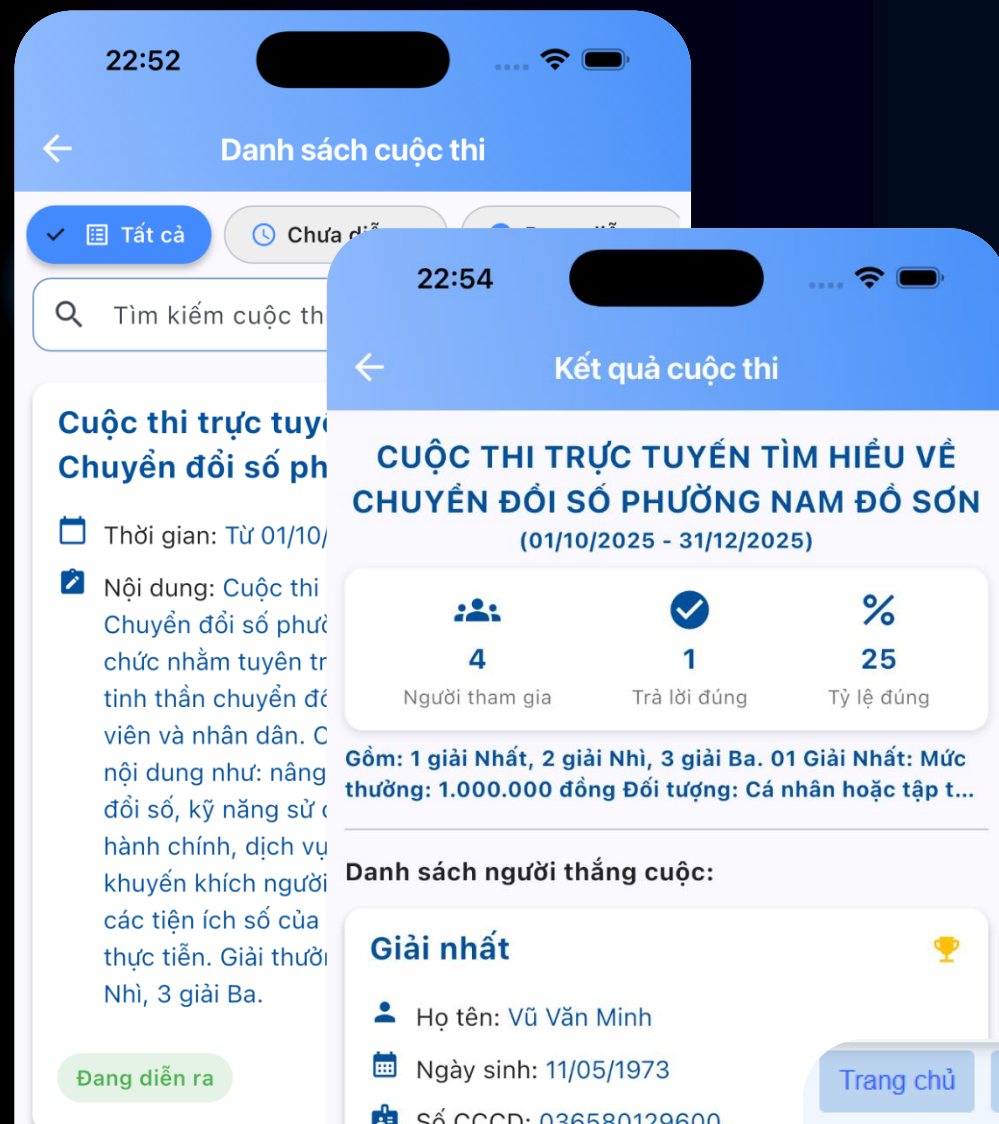 22:52
Danh sách cuộc thi
Tất cả
Chưa
Tìm kiếm cuộc
Cuộc thi trực
Chuyển đổi số
Thời gian: Từ 01/10/
Nội dung: Cuộc thi
Chuyển đổi số
chức nhằm tuyên
tinh thần chuyển
viên và nhân dân.
nội dung như: nâng
đổi số, kỹ năng sử
hành chính, dịch vụ
khuyến khích người
các tiện ích số của
thực tiễn. Giải
Nhì, 3 giải Ba.
Đang diễn ra
22:54
Kết quả cuộc thi
CUỘC THI TRỰC TUYẾN TÌM HIỂU VỀ
CHUYỂN ĐỔI SỐ PHƯỜNG NAM ĐỒ SƠN
(01/10/2025 - 31/12/2025)
4
1
25
Người tham gia
Trả lời đúng
Tỷ lệ đúng
Gồm: 1 giải Nhất, 2 giải Nhì, 3 giải Ba. 01 Giải Nhất: Mức
thưởng: 1.000.000 đồng Đối tượng: Cá nhân hoặc tập t...
Danh sách người thắng cuộc:
Giải nhất
Họ tên: Vũ Văn Minh
Ngày sinh: 11/05/1973
Số CCCD: 036580129600
Trang chủ